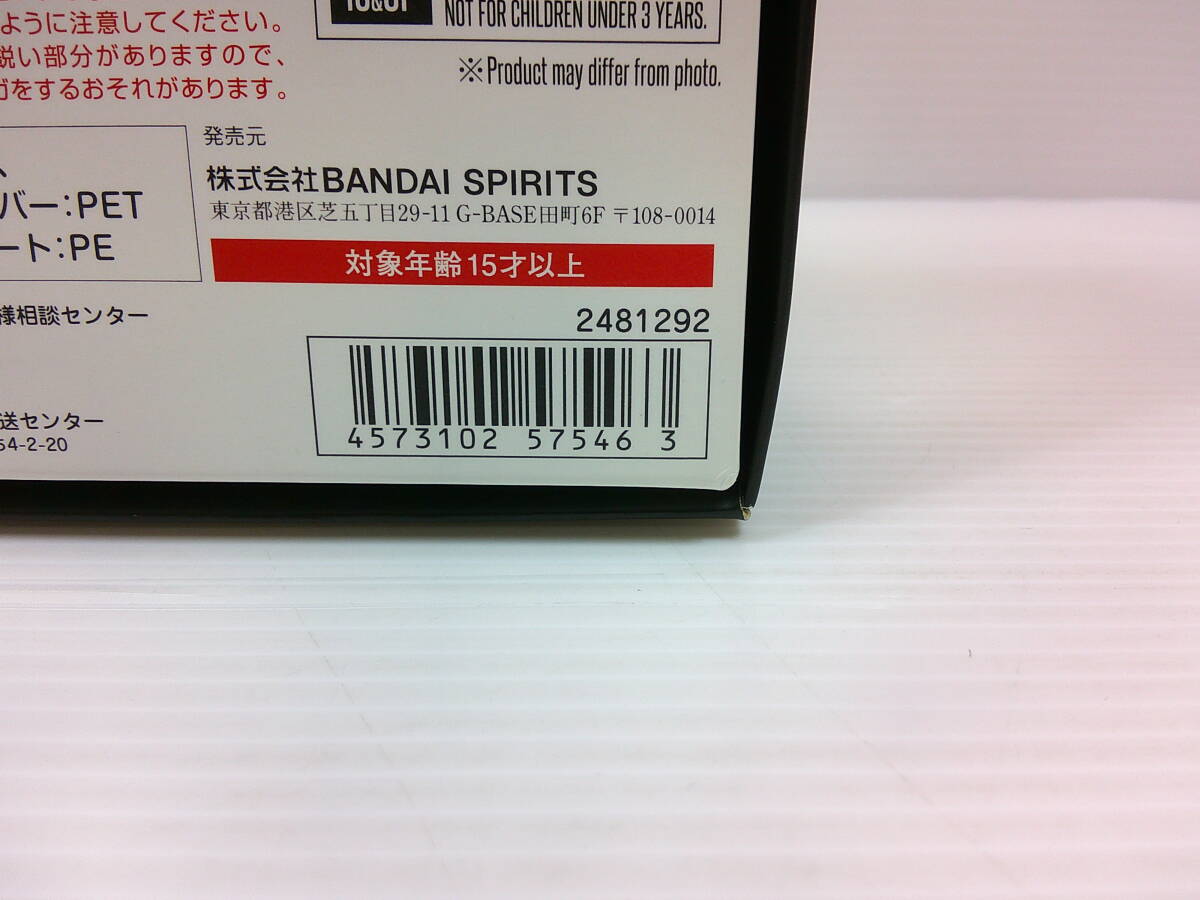 ように注意してください。
鋭い部分がありますので、
をするおそれがあります。
NOT FOR CHILDREN UNDER 3 YEARS.
※Product may differ from photo.
発売元
株式会社BANDAI SPIRITS
東京都港区芝五丁目29-11 G-BASE田町6F 〒108-0014
バー:PET
ート:PE
対象年齢15才以上
様相談センター
2481292
4573102 57546 3
送センター
54-2-20